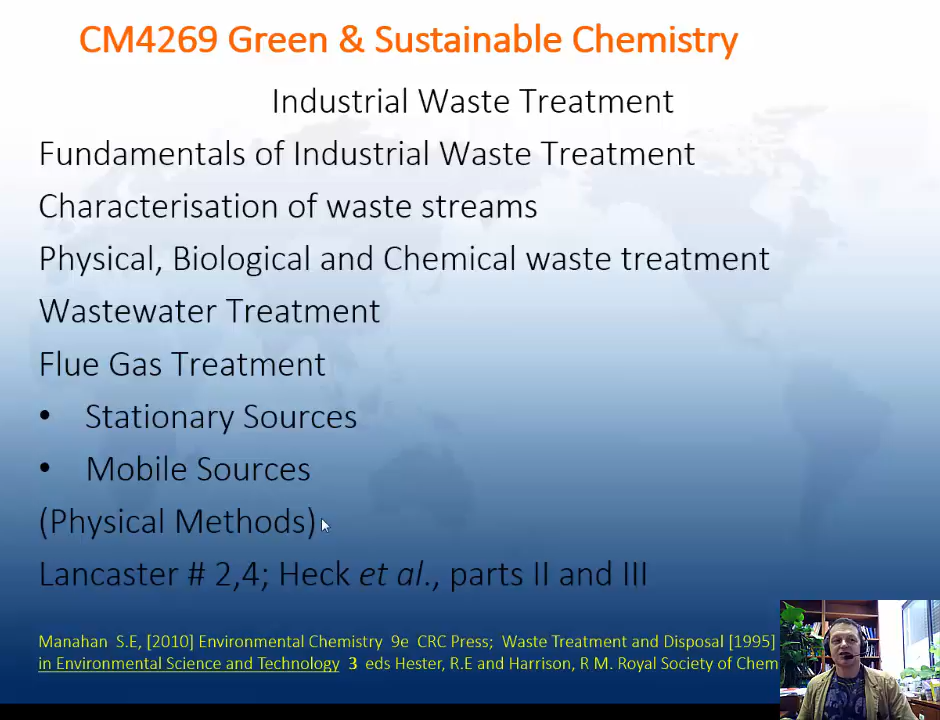 CM4269 Green & Sustainable Chemistry
Industrial Waste Treatment
Fundamentals of Industrial Waste Treatment
Characterisation of waste streams
Physical, Biological and Chemical waste treatment
Wastewater Treatment
Flue Gas Treatment
• Stationary Sources
• Mobile Sources
(Physical Methods)
Lancaster # 2,4; Heck et al., parts II and III
Manahan S.E, [2010] Environmental Chemistry 9e CRC Press; Waste Treatment and Disposal [1995]
in Environmental Science and Technology 3 eds Hester, R.E and Harrison, R M. Royal Society of Chem